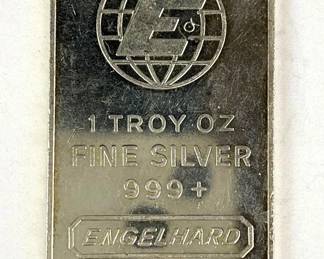 E
1 TROY OZ
FINE SILVER
999+
ENGELHARD